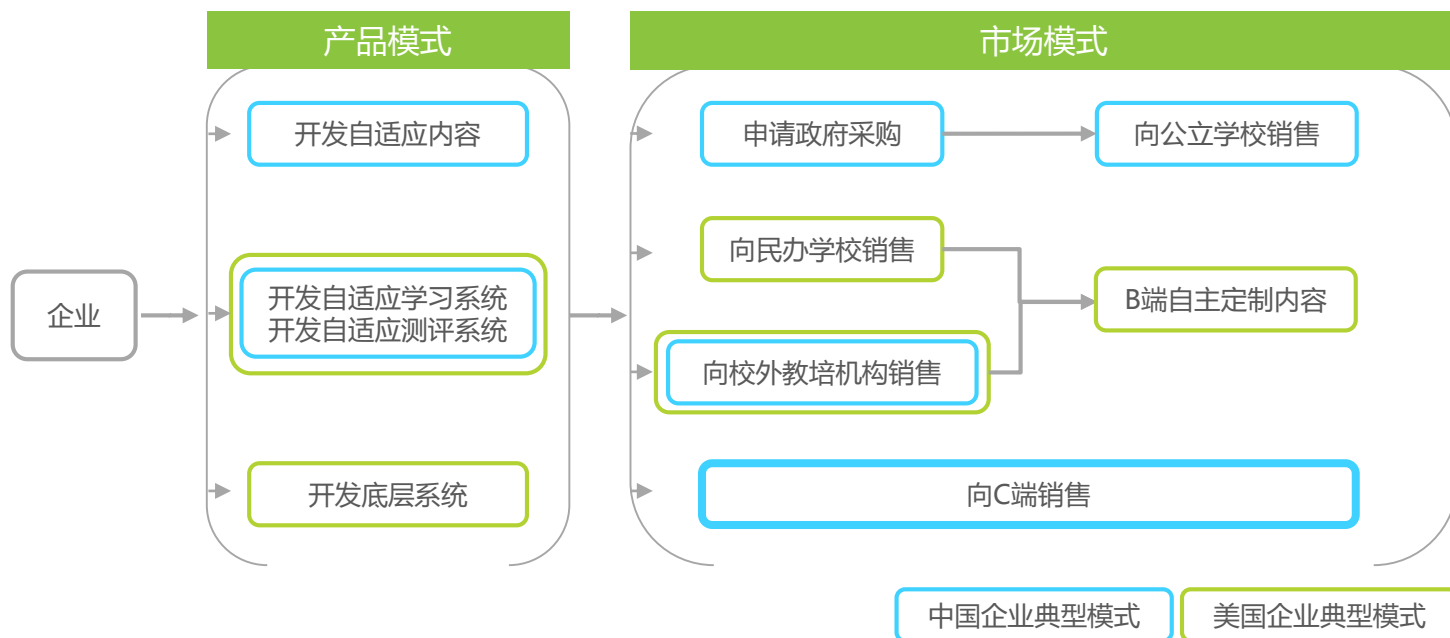 产品模式
市场模式
开发自适应内容
申请政府采购
向公立学校销售
向民办学校销售
企业
开发自适应学习系统
开发自适应测评系统
B端自主定制内容
向校外教培机构销售
开发底层系统
向C端销售
中国企业典型模式
美国企业典型模式